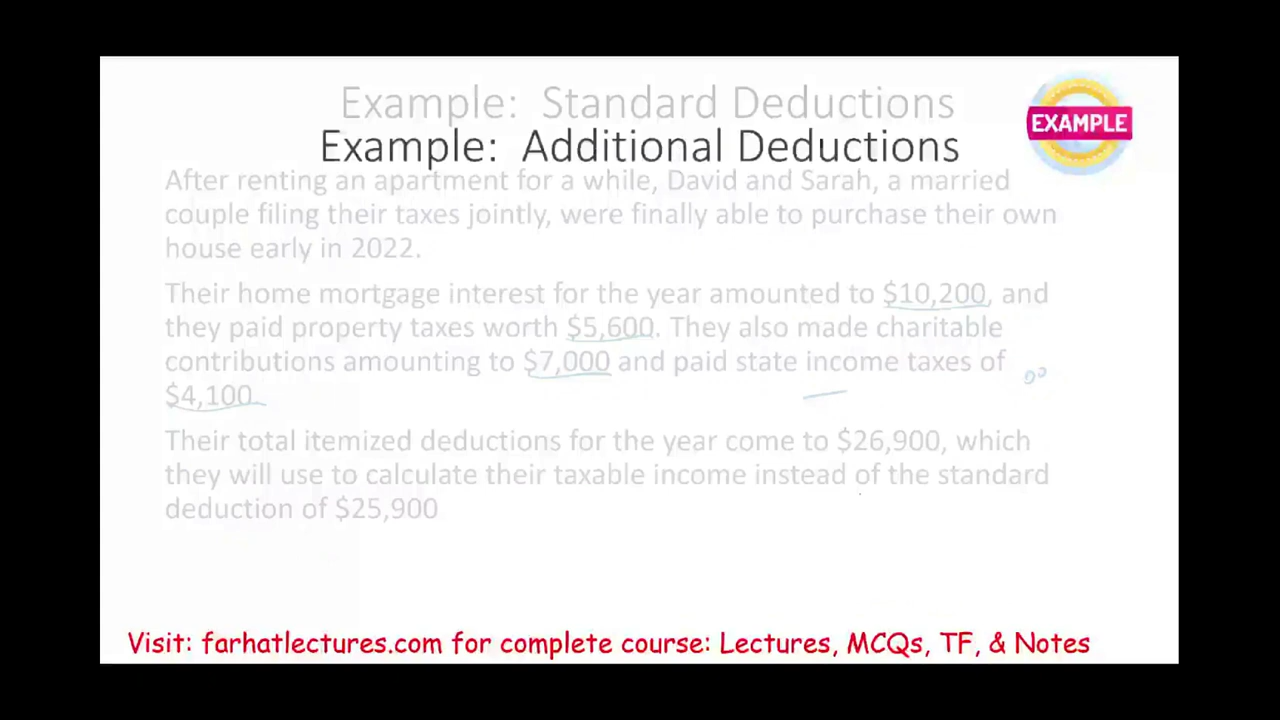 Example: Standard Deductions
Example: Additional Deductions
EXAMPLE
After renting an apartment for a while, David and Sarah, a married
couple filing their taxes jointly, were finally able to purchase their own
house early in 2022.
Their home mortgage interest for the year amounted to $10,200, and
they paid property taxes worth $5,600. They also made charitable
contributions amounting to $7,000 and paid state income taxes of
$4,100.
Their total itemized deductions for the year come to $26,900, which
they will use to calculate their taxable income instead of the standard
deduction of $25,900
Visit: farhatlectures.com for complete course: Lectures, MCQs, TF, & Notes